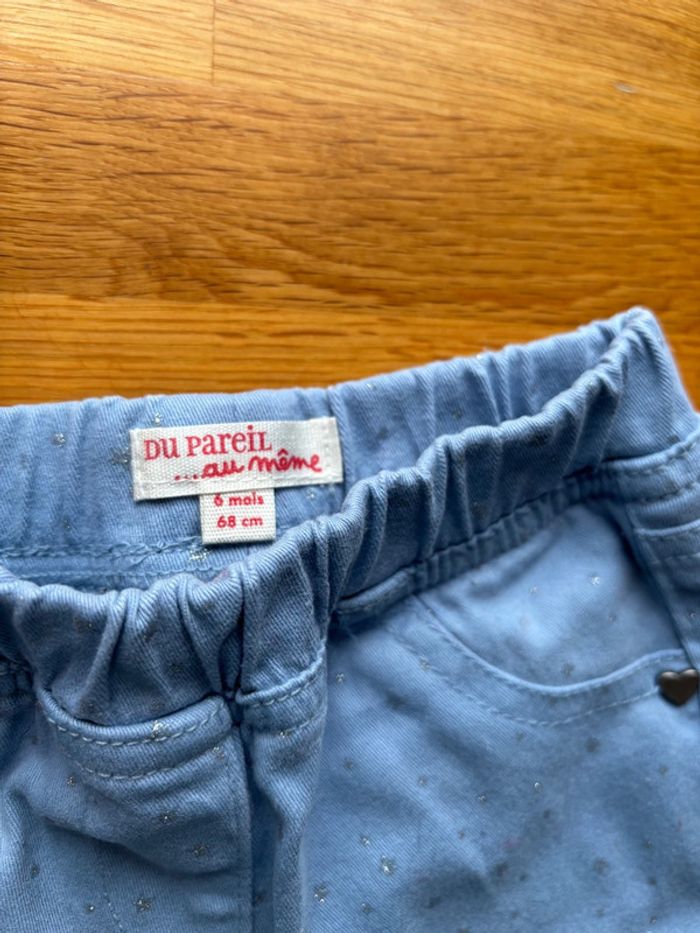 DU PAREIL
...au même
6 mois
68 cm